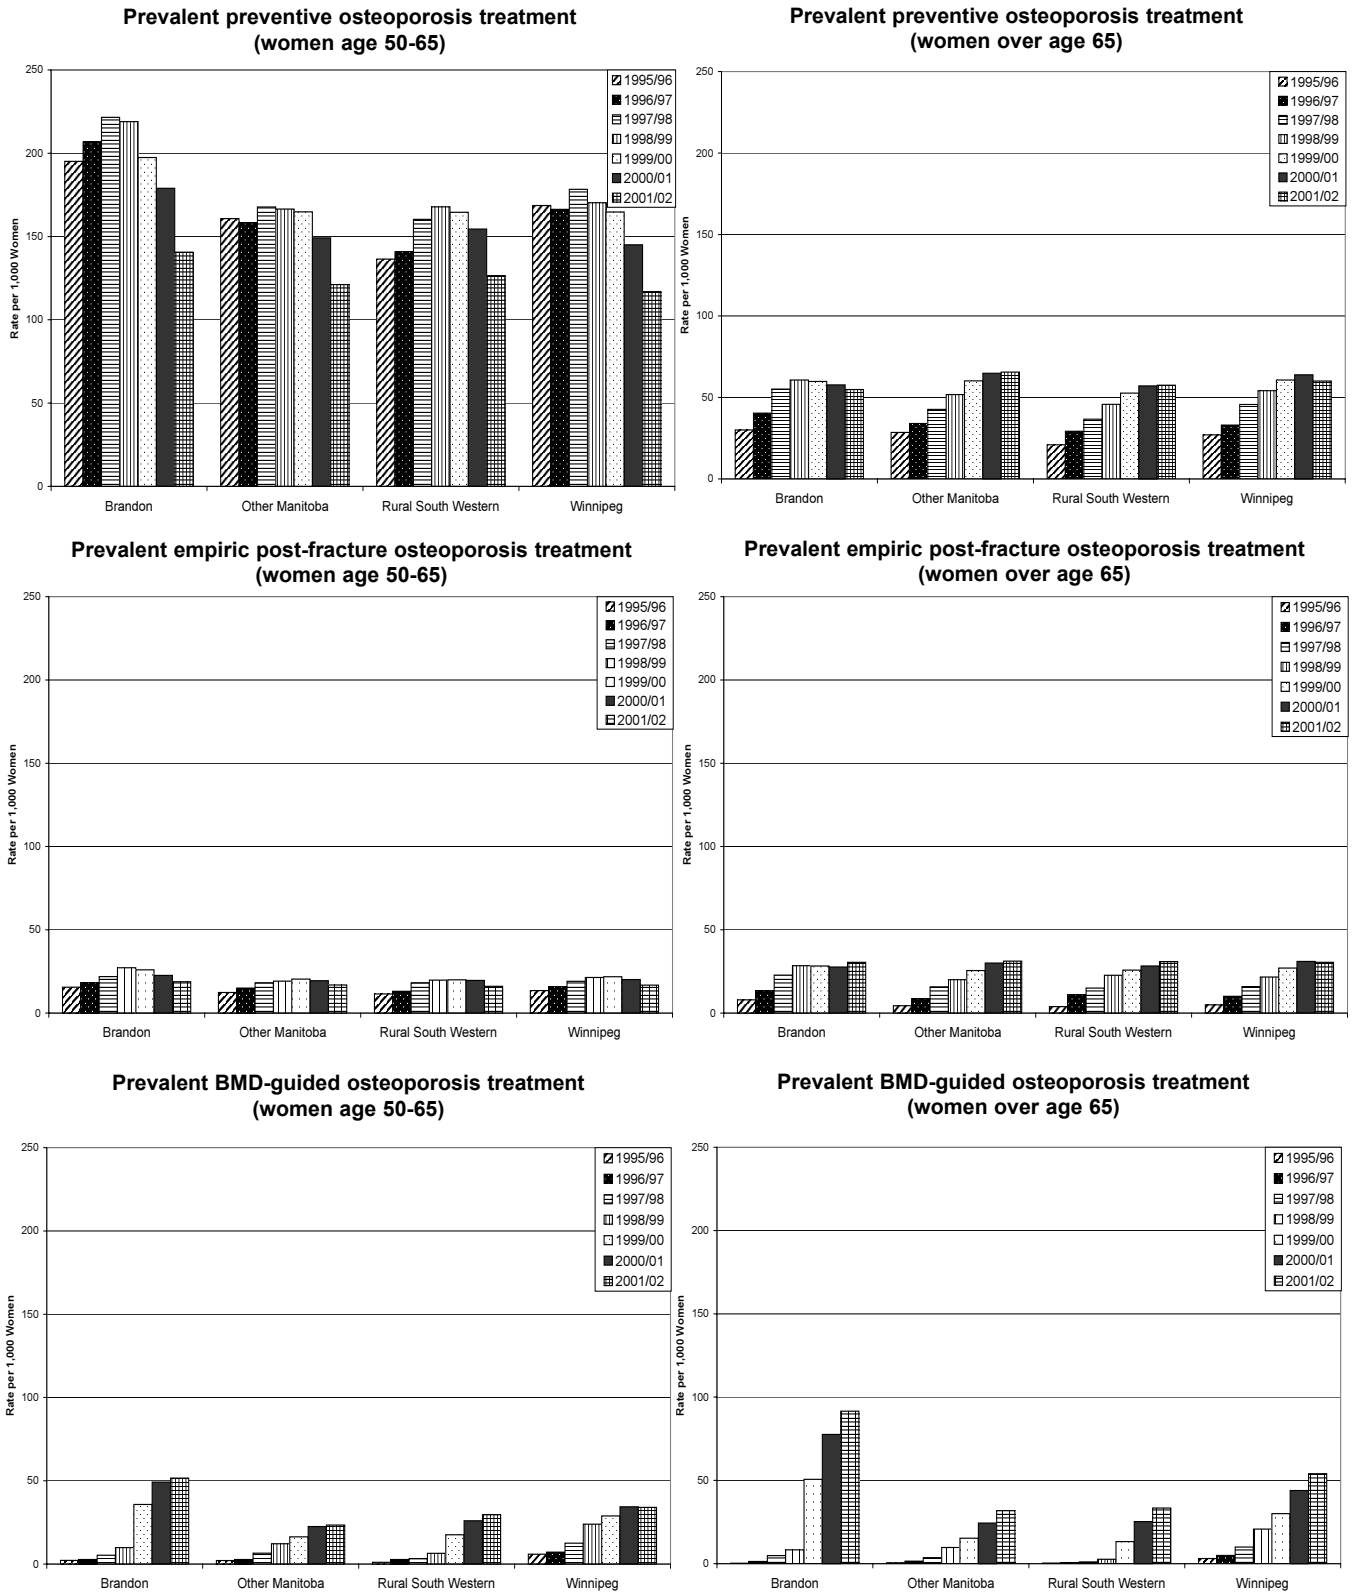 Prevalent preventive osteoporosis treatment
(women age 50-65)
250
200
150
100
50
0
Rate per 1,000 Women
1995/96
1996/97
1997/98
1998/99
1999/00
2000/01
2001/02
Brandon
Other Manitoba
Rural South Western
Winnipeg
Prevalent preventive osteoporosis treatment
(women over age 65)
250
200
150
100
50
0
Rate per 1,000 Women
1995/96
1996/97
1997/98
1998/99
1999/00
2000/01
2001/02
Brandon
Other Manitoba
Rural South Western
Winnipeg
Prevalent empiric post-fracture osteoporosis treatment
(women age 50-65)
250
200
150
100
50
0
Rate per 1,000 Women
1995/96
1996/97
1997/98
1998/99
1999/00
2000/01
2001/02
Brandon
Other Manitoba
Rural South Western
Winnipeg
Prevalent empiric post-fracture osteoporosis treatment
(women over age 65)
250
200
150
100
50
0
Rate per 1,000 Women
1995/96
1996/97
1997/98
1998/99
1999/00
2000/01
2001/02
Brandon
Other Manitoba
Rural South Western
Winnipeg
Prevalent BMD-guided osteoporosis treatment
(women age 50-65)
250
200
150
100
50
0
Rate per 1,000 Women
1995/96
1996/97
1997/98
1998/99
1999/00
2000/01
2001/02
Brandon
Other Manitoba
Rural South Western
Winnipeg
Prevalent BMD-guided osteoporosis treatment
(women over age 65)
250
200
150
100
50
0
Rate per 1,000 Women
1995/96
1996/97
1997/98
1998/99
1999/00
2000/01
2001/02
Brandon
Other Manitoba
Rural South Western
Winnipeg